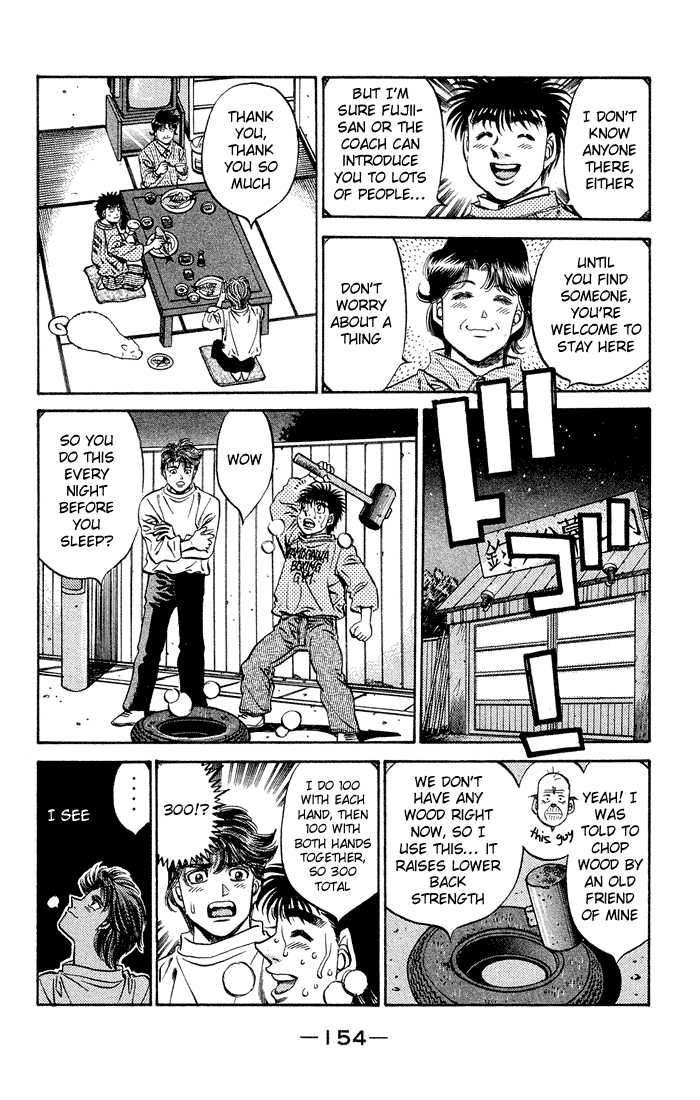 I DON'T
KNOW
ANYONE
THERE,
EITHER
BUT I'M
SURE FUJII-
SAN OR THE
COACH CAN
INTRODUCE
YOU TO LOTS
OF PEOPLE...
UNTIL
YOU FIND
SOMEONE,
YOU'RE
WELCOME TO
STAY HERE
DON'T
WORRY
ABOUT A
THING
THANK
YOU,
THANK
YOU SO
MUCH
釣
WOW
KAMOGAWA
BOXING
GYM
SO YOU
DO THIS
EVERY
NIGHT
BEFORE
YOU
SLEEP?
YEAH! I
WAS
TOLD TO
CHOP
WOOD BY
AN OLD
FRIEND
OF MINE
this guy
WE DON'T
HAVE ANY
WOOD RIGHT
NOW, SO I
USE THIS... IT
RAISES LOWER
BACK
STRENGTH
I DO 100
WITH EACH
HAND, THEN
100 WITH
BOTH HANDS
TOGETHER,
SO 300
TOTAL
300!?
...
I SEE
—154—